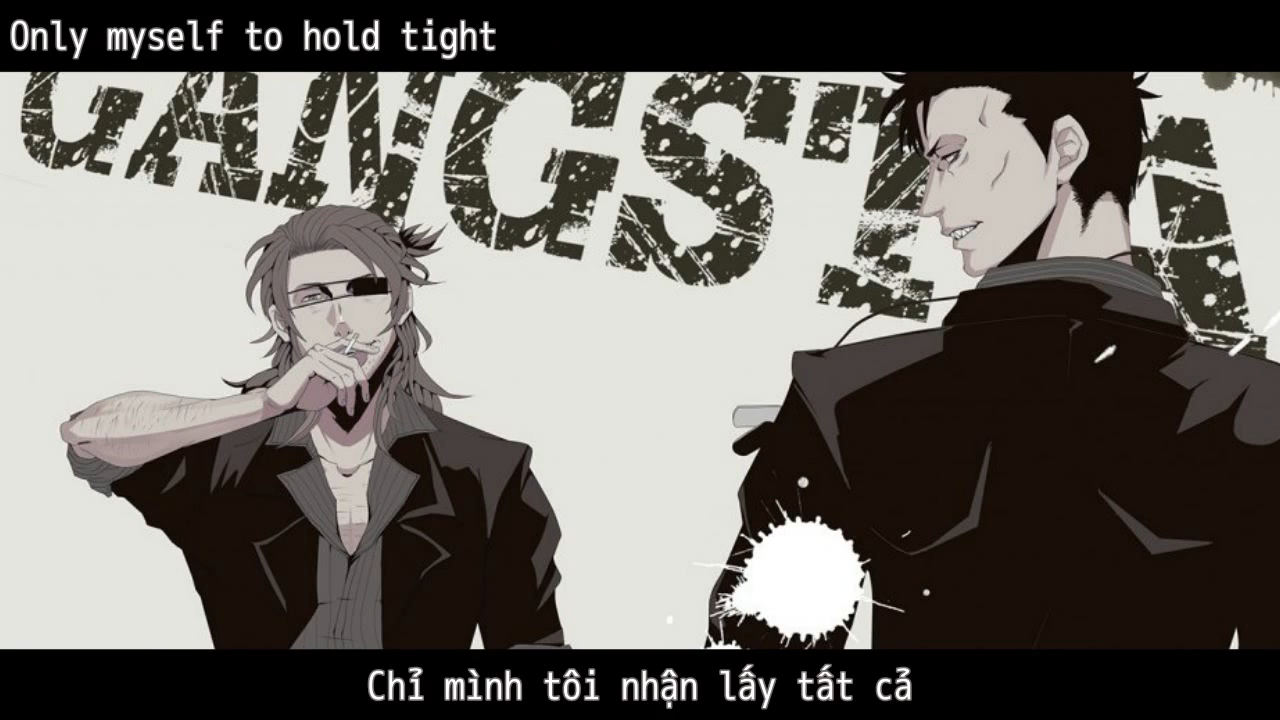 Only myself to hold tight
GANGSTA
Chỉ mình tôi nhận lấy tất cả